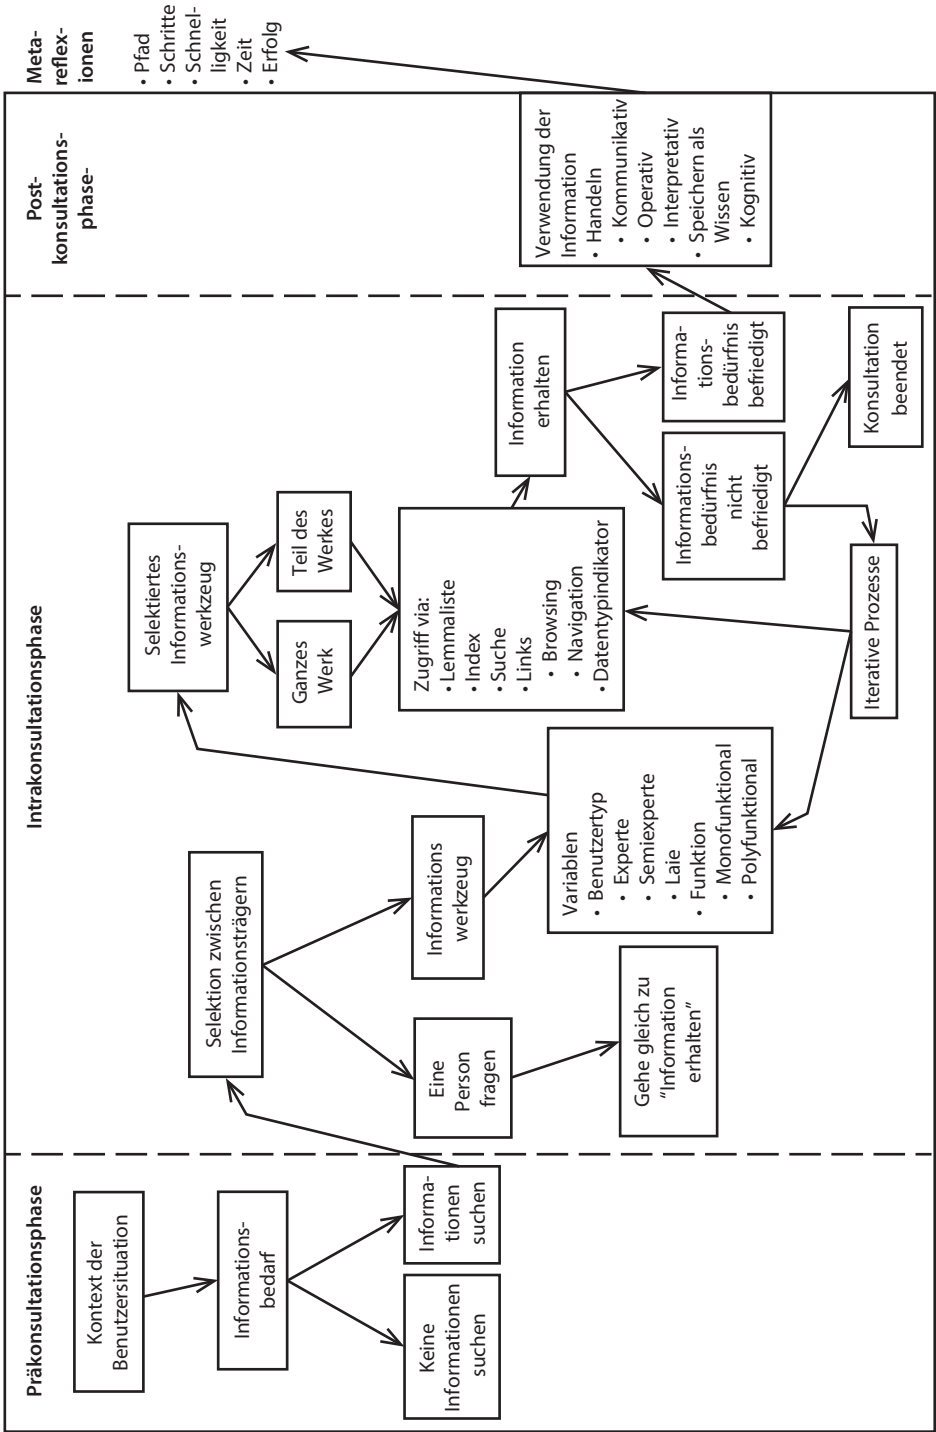 Präkonsultationsphase
Kontext der
Benutzersituation
Informations-
bedarf
Keine
Informationen
suchen
Informa-
tionen
suchen
Intrakonsultationsphase
Selektion zwischen
Informationsträgern
Eine
Person
fragen
Informations
werkzeug
Gehe gleich zu
“Information
erhalten”
Variablen
• Benutzertyp
• Experte
• Semiexperte
• Laie
• Funktion
• Monofunktional
• Polyfunktional
Selektiertes
Informations-
werkzeug
Ganzes
Werk
Teil des
Werkes
Zugriff via:
• Lemmaliste
• Index
• Suche
• Links
• Browsing
• Navigation
• Datentypindikator
Information
erhalten
Informations-
bedürfnis
nicht
befriedigt
Informa-
tions-
bedürfnis
befriedigt
Iterative Prozesse
Konsultation
beendet
Post-
konsultations-
phase-
Verwendung der
Information
• Handeln
• Kommunikativ
• Operativ
• Interpretativ
• Speichern als
Wissen
• Kognitiv
Meta-
reflex-
ionen
• Pfad
• Schritte
• Schnel-
ligkeit
• Zeit
• Erfolg